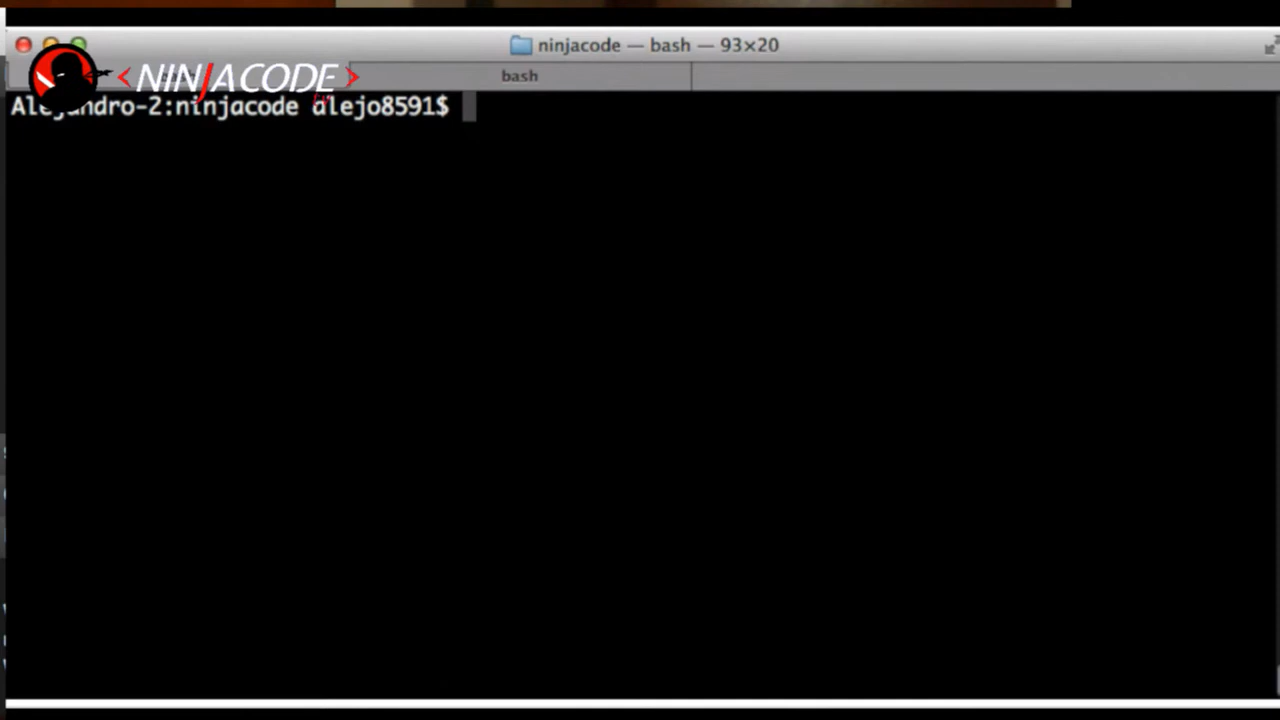 ninjacode — bash — 93×20
<NINJACODE>
bash
Alejandro-2:ninjacode alejo8591$